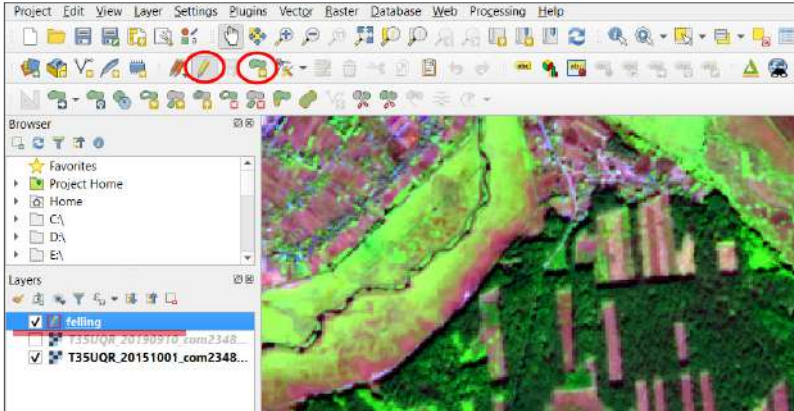 Project Edit View Layer Settings Plugins Vector Raster Database Web Processing Help
Browser
Favorites
Project Home
Home
C:\
D:\
E:\
Layers
felling
T35UQR_20190910_com2348...
T35UQR_20151001_com2348...